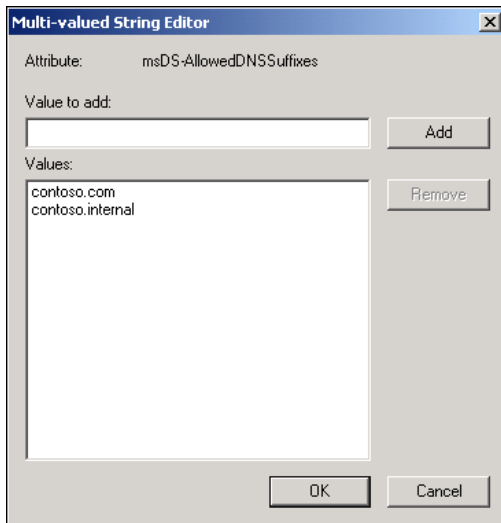 Multi-valued String Editor
Attribute: msDS-AllowedDNSSuffixes
Value to add:
Add
Values:
contoso.com
contoso.internal
Remove
OK Cancel